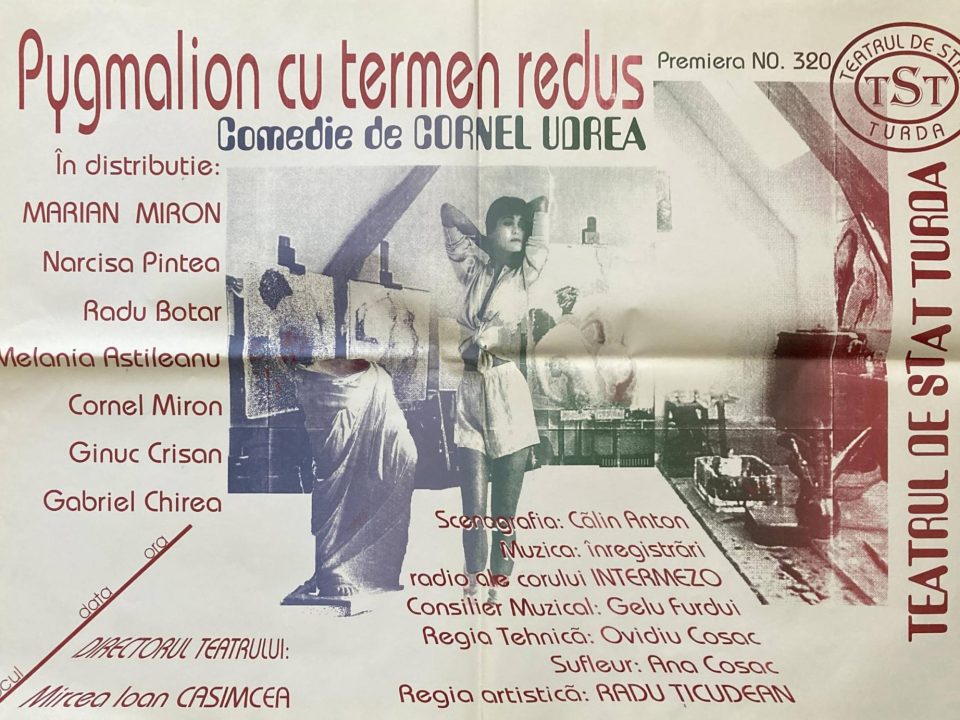 Pygmalion cu termen redus
Premiera NO. 320
TEATRUL DE STAT
TST
TURDA
Comedie de CORNEL UDREA
În distribuție:
MARIAN MIRON
Narcisa Pintea
Radu Botar
Melania Aștileanu
Cornel Miron
Ginuc Crisan
Gabriel Chirea
TEATRUL DE STAT TURDA
Scenografia: Călin Anton
Muzica: înregistrări
radio ale corului INTERMEZO
Consilier Muzical: Gelu Furdui
Regia Tehnică: Ovidiu Cosac
Sufleur: Ana Cosac
Regia artistică: RADU TICUDEAN
ora
data
DIRECTORUL TEATRULUI:
Mircea Ioan CASIMCEA